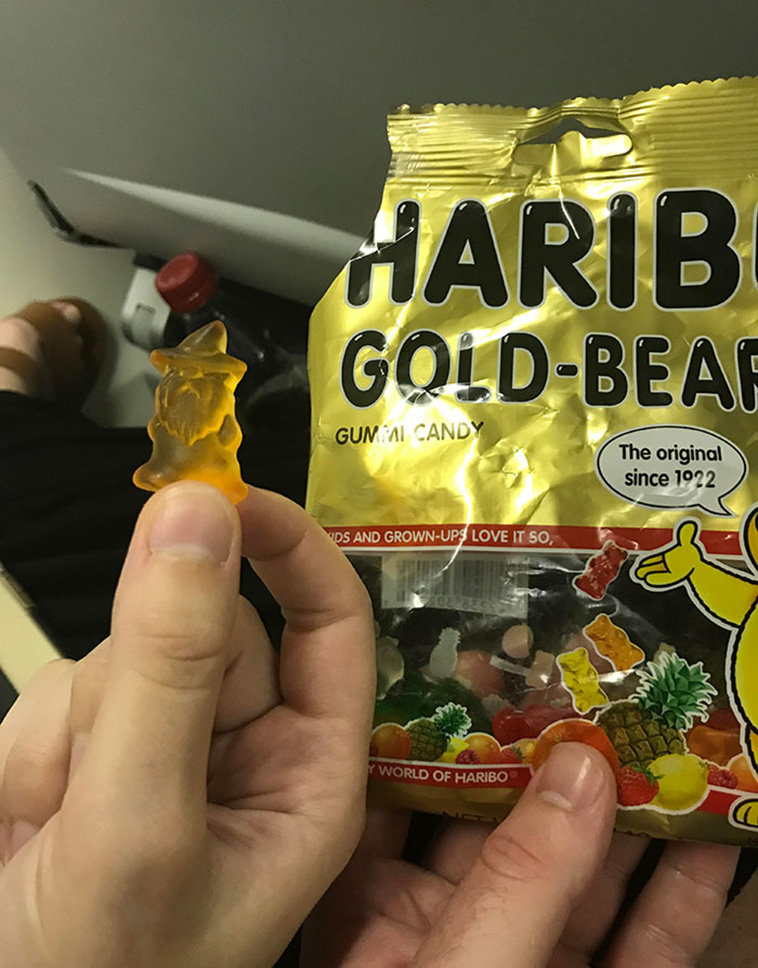 HARIB
GOLD-BEAR
GUMMI CANDY
The original
since 1922
IDS AND GROWN-UPS LOVE IT SO,
Y WORLD OF HARIBO